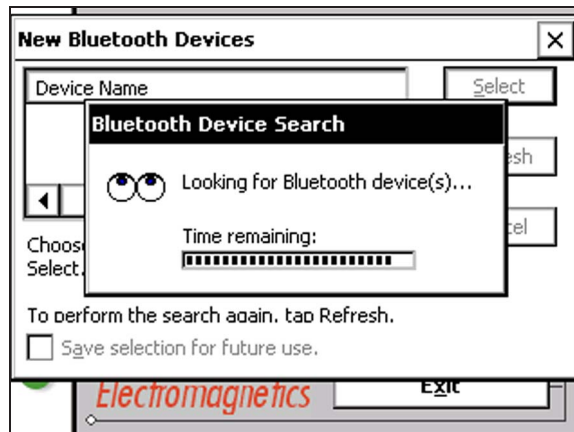 New Bluetooth Devices
Device Name
Select
Bluetooth Device Search
Looking for Bluetooth device(s)...
Time remaining:
Select.
To perform the search again, tap Refresh.
Save selection for future use.
Electromagnetics
Exit